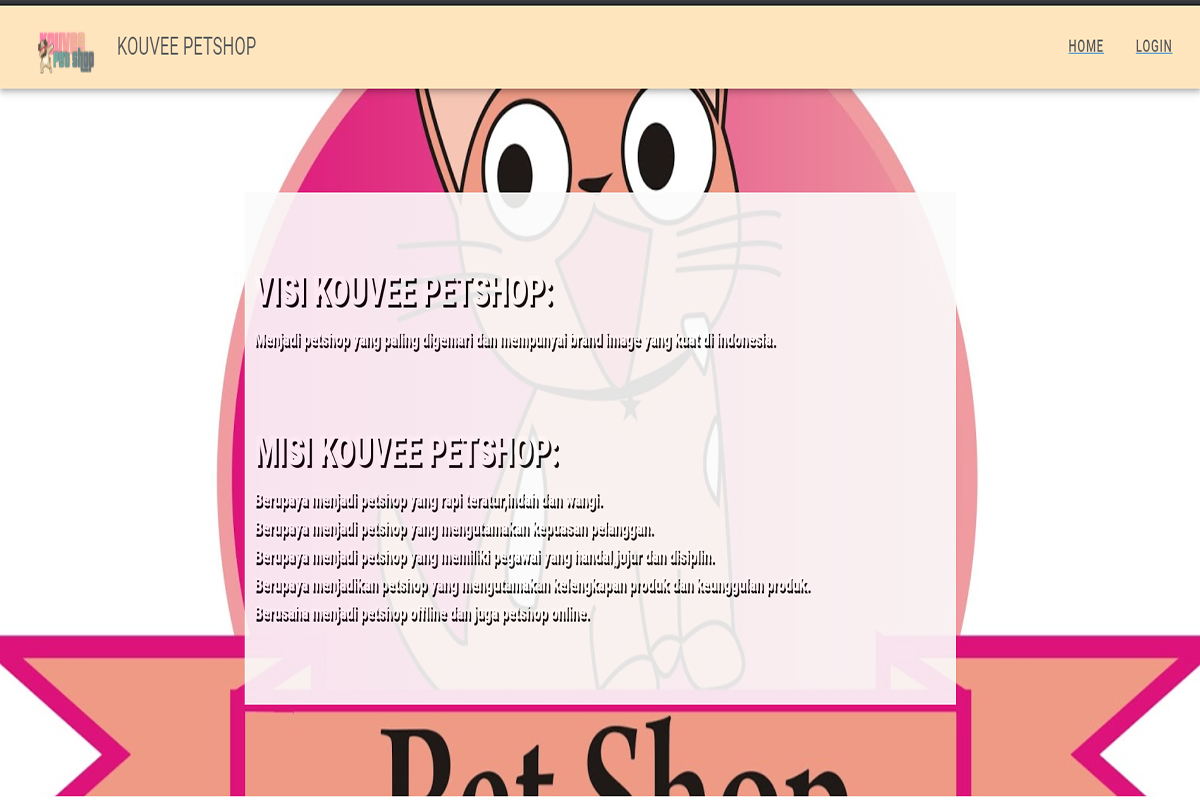 KOUVEE
Pet Shop
KOUVEE PETSHOP
HOME
LOGIN
VISI KOUVEE PETSHOP:
Menjadi petshop yang paling digemari dan mempunyai brand image yang kuat di indonesia.
MISI KOUVEE PETSHOP:
Berupaya menjadi petshop yang rapi teratur,indah dan wangi.
Berupaya menjadi petshop yang mengutamakan kepuasan pelanggan.
Berupaya menjadi petshop yang memiliki pegawai yang handal,jujur dan disiplin.
Berupaya menjadikan petshop yang mengutamakan kelengkapan produk dan keunggulan produk.
Berusaha menjadi petshop offline dan juga petshop online.
Pet Shop